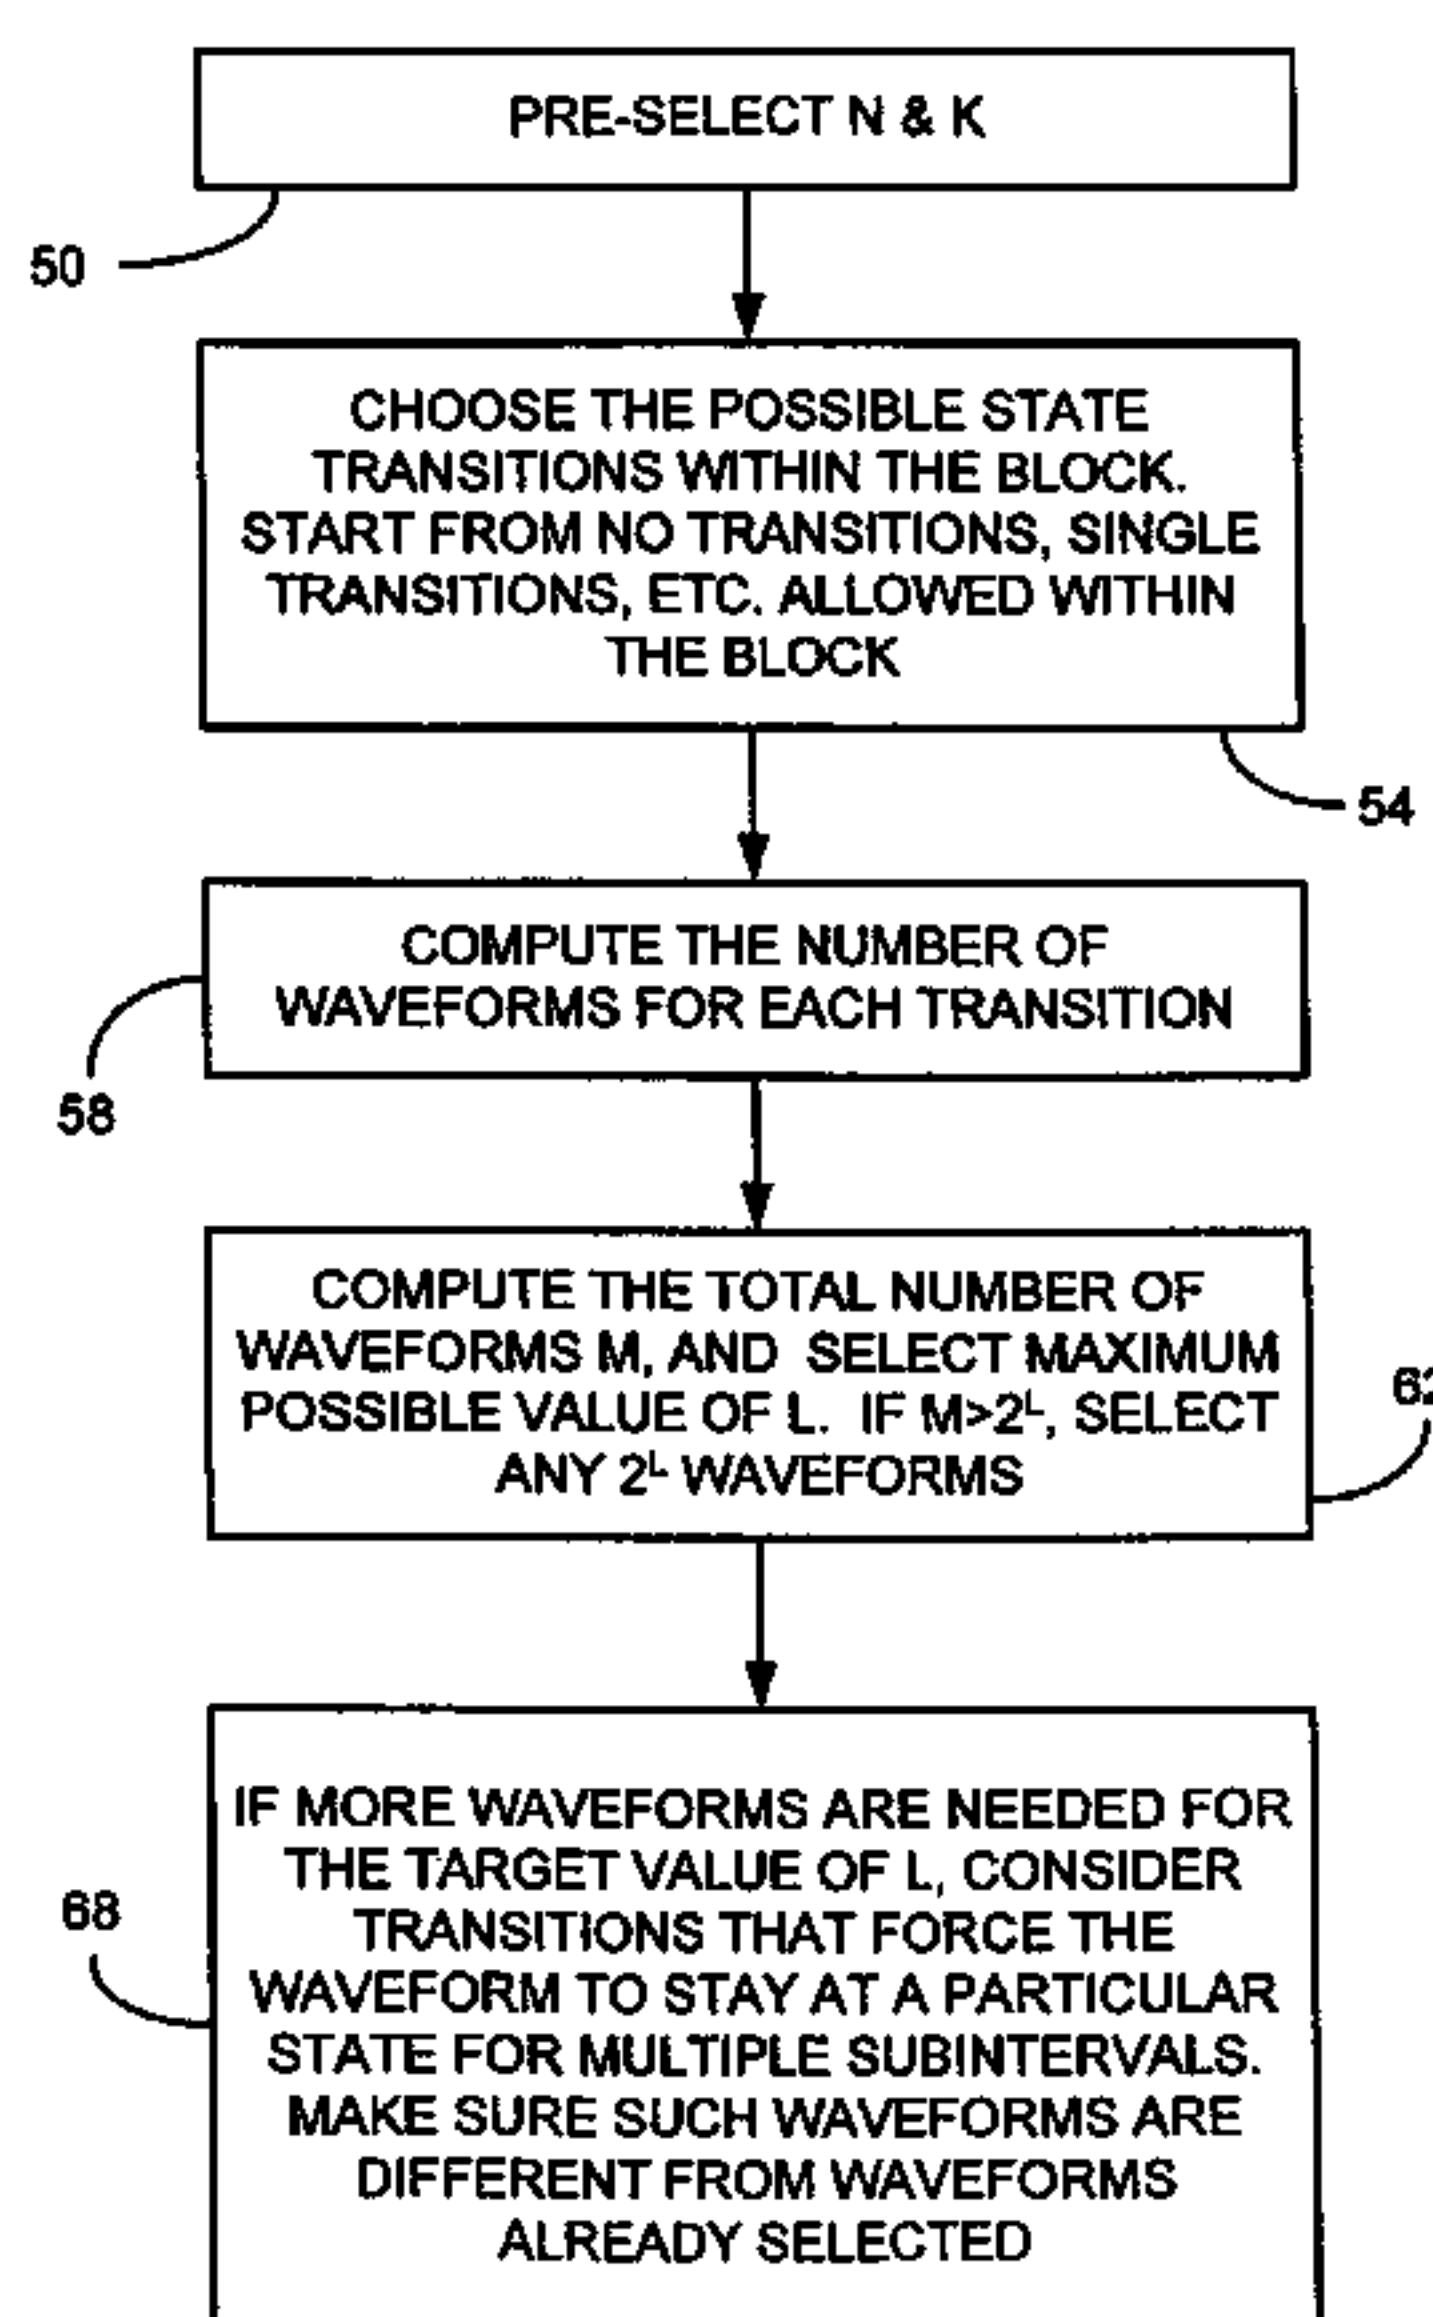 PRE-SELECT N & K
50
CHOOSE THE POSSIBLE STATE
TRANSITIONS WITHIN THE BLOCK.
START FROM NO TRANSITIONS, SINGLE
TRANSITIONS, ETC. ALLOWED WITHIN
THE BLOCK
54
COMPUTE THE NUMBER OF
WAVEFORMS FOR EACH TRANSITION
58
COMPUTE THE TOTAL NUMBER OF
WAVEFORMS M, AND SELECT MAXIMUM
POSSIBLE VALUE OF L. IF M>2ᴸ, SELECT
ANY 2ᴸ WAVEFORMS
62
IF MORE WAVEFORMS ARE NEEDED FOR
THE TARGET VALUE OF L, CONSIDER
TRANSITIONS THAT FORCE THE
WAVEFORM TO STAY AT A PARTICULAR
STATE FOR MULTIPLE SUBINTERVALS.
MAKE SURE SUCH WAVEFORMS ARE
DIFFERENT FROM WAVEFORMS
ALREADY SELECTED
68